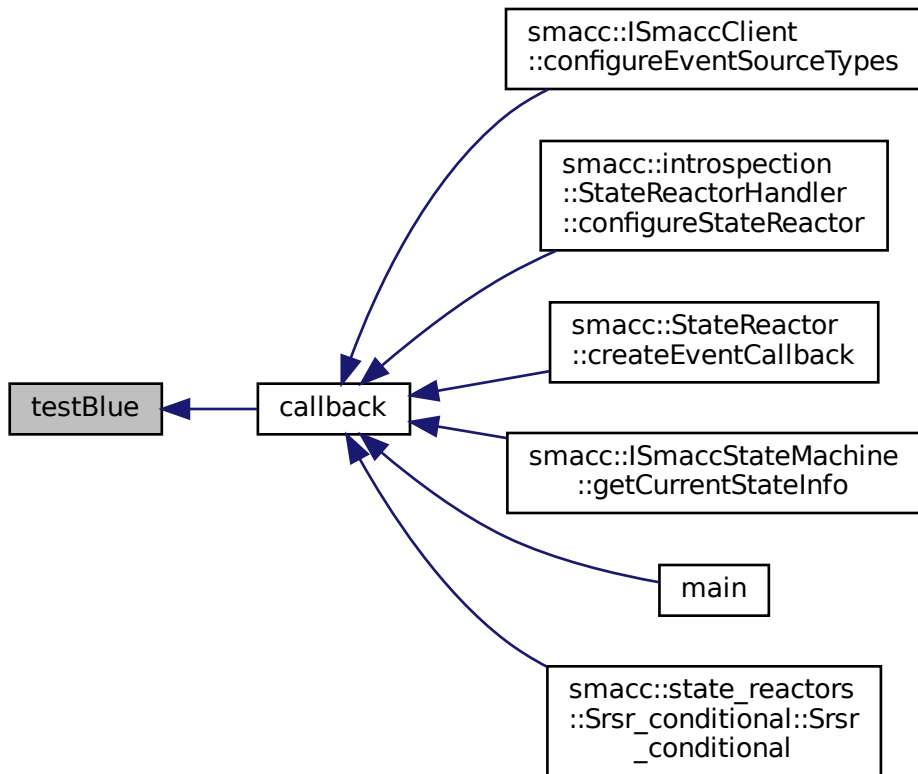 testBlue
callback
smacc::ISmaccClient
::configureEventSourceTypes
smacc::introspection
::StateReactorHandler
::configureStateReactor
smacc::StateReactor
::createEventCallback
smacc::ISmaccStateMachine
::getCurrentStateInfo
main
smacc::state_reactors
::Srsr_conditional::Srsr
_conditional